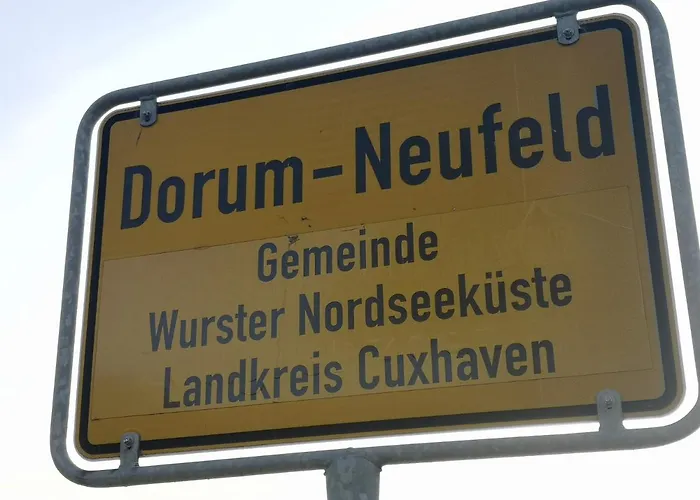 Dorum-Neufeld
Gemeinde
Wurster Nordseeküste
Landkreis Cuxhaven